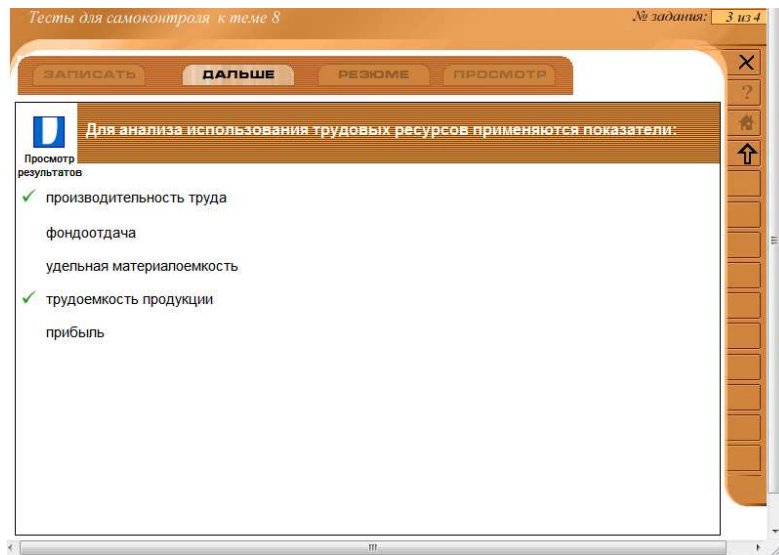 Тесты для самоконтроля к теме 8
№ задания: 3 из 4
ЗАПИСАТЬ ДАЛЬШЕ РЕЗЮМЕ ПРОСМОТР
?
Для анализа использования трудовых ресурсов применяются показатели:
Просмотр
результатов
производительность труда
фондоотдача
удельная материалоемкость
трудоемкость продукции
прибыль